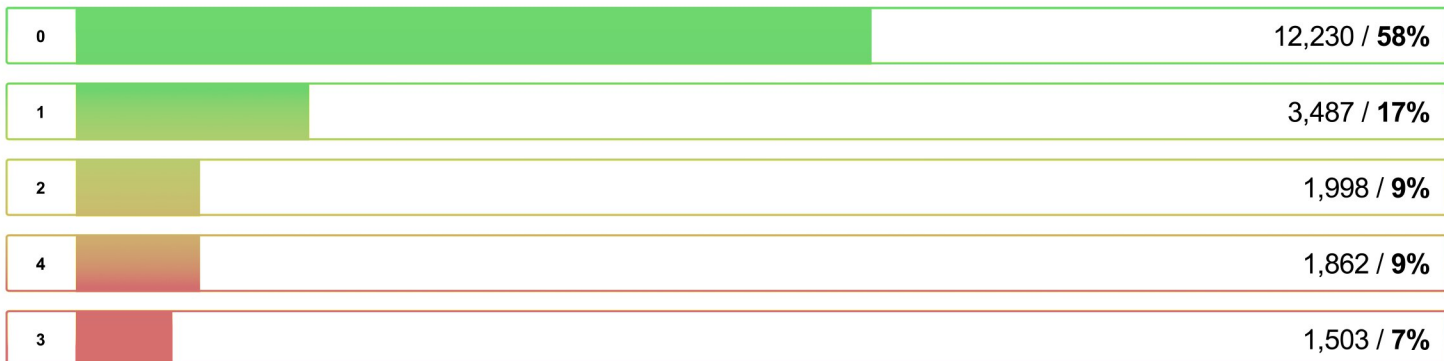 0 12,230 / 58%
1 3,487 / 17%
2 1,998 / 9%
4 1,862 / 9%
3 1,503 / 7%